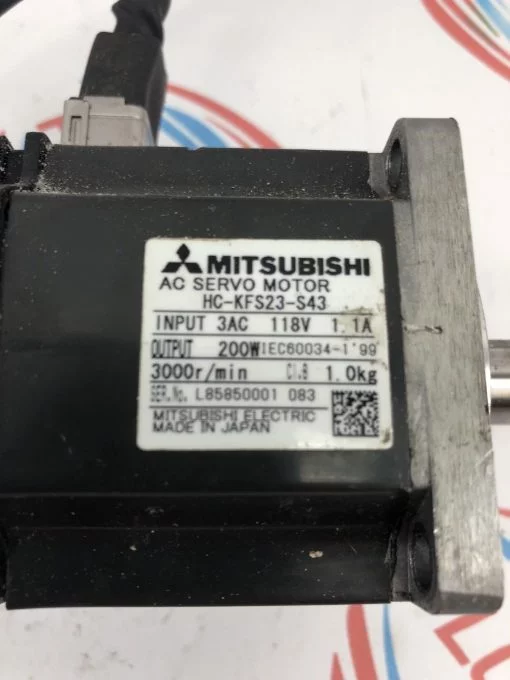 MITSUBISHI
AC SERVO MOTOR
HC-KFS23-S43
INPUT 3AC 118V 1.1A
OUTPUT 200W IEC60034-1'99
3000r/min Cl.B 1.0kg
SER.No. L85850001 083
MITSUBISHI ELECTRIC
MADE IN JAPAN